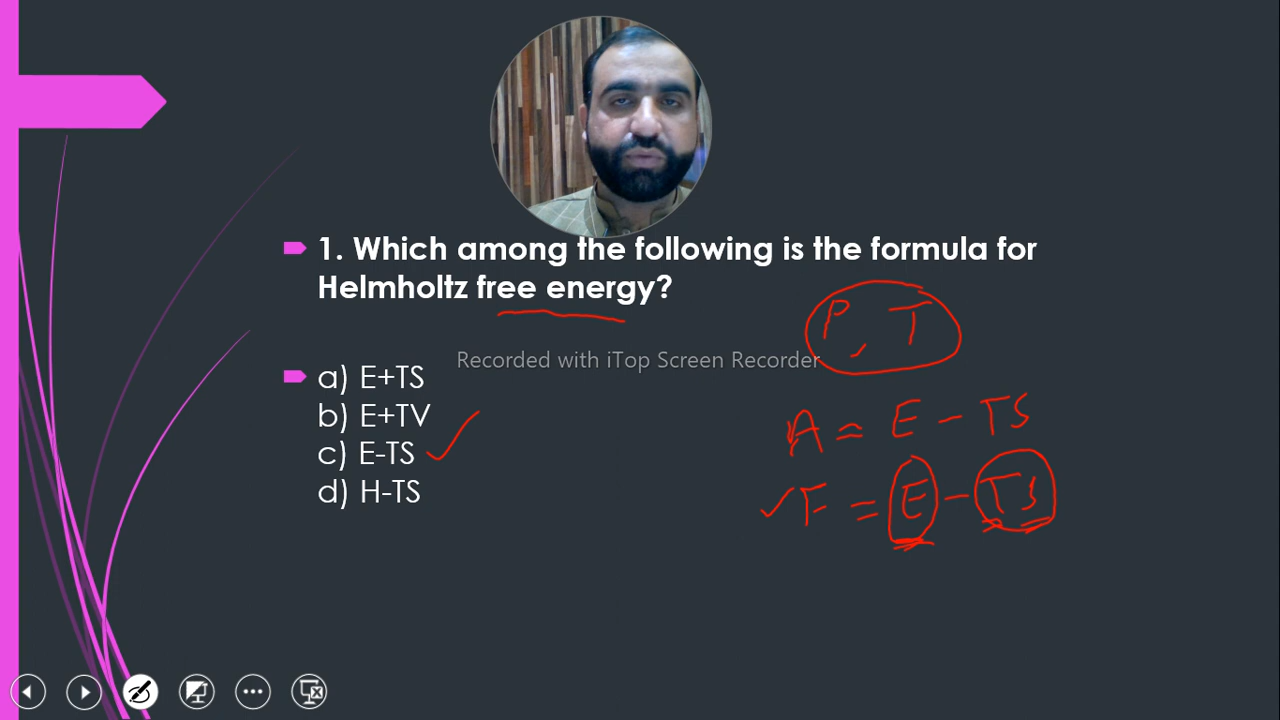 1. Which among the following is the formula for
Helmholtz free energy?
P, T
Recorded with iTop Screen Recorder
a) E+TS
b) E+TV
c) E-TS
d) H-TS
A = E - TS
F = E - TS